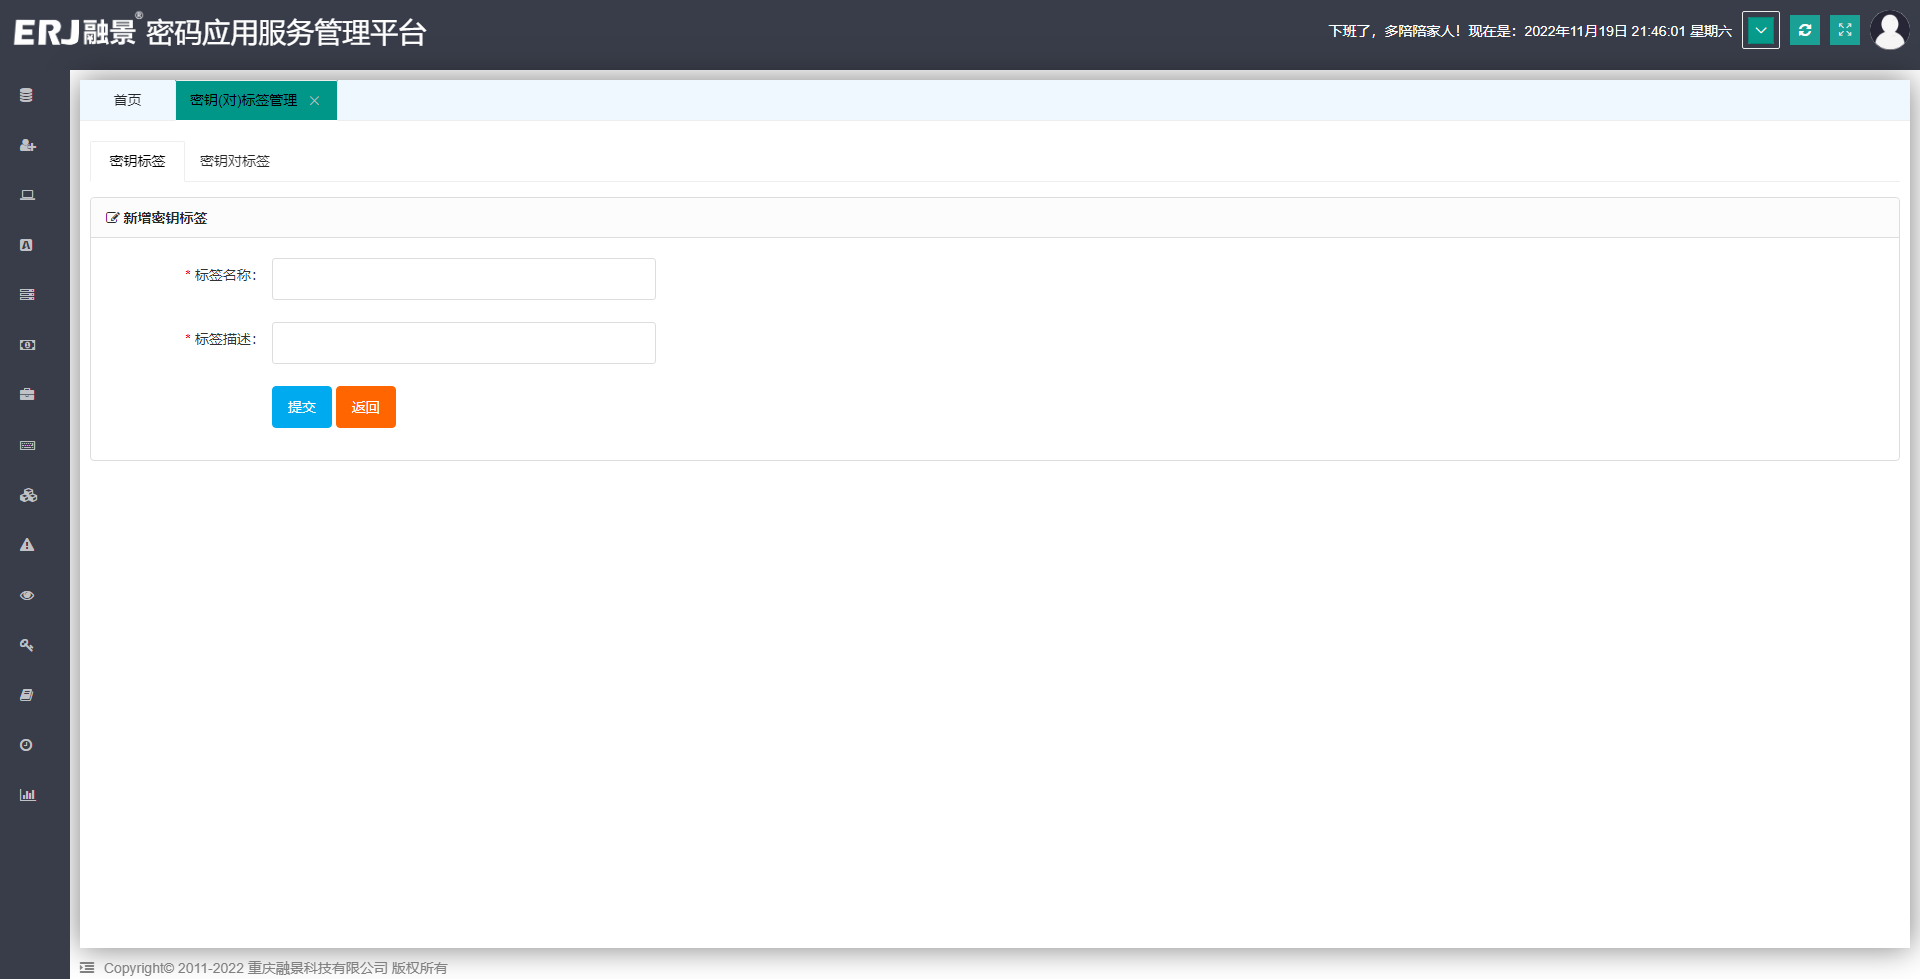 ERJ融景® 密码应用服务管理平台
下班了，多陪陪家人！现在是：2022年11月19日 21:46:01 星期六
首页
密钥(对)标签管理
密钥标签
密钥对标签
新增密钥标签
* 标签名称：
* 标签描述：
提交
返回
Copyright© 2011-2022 重庆融景科技有限公司 版权所有